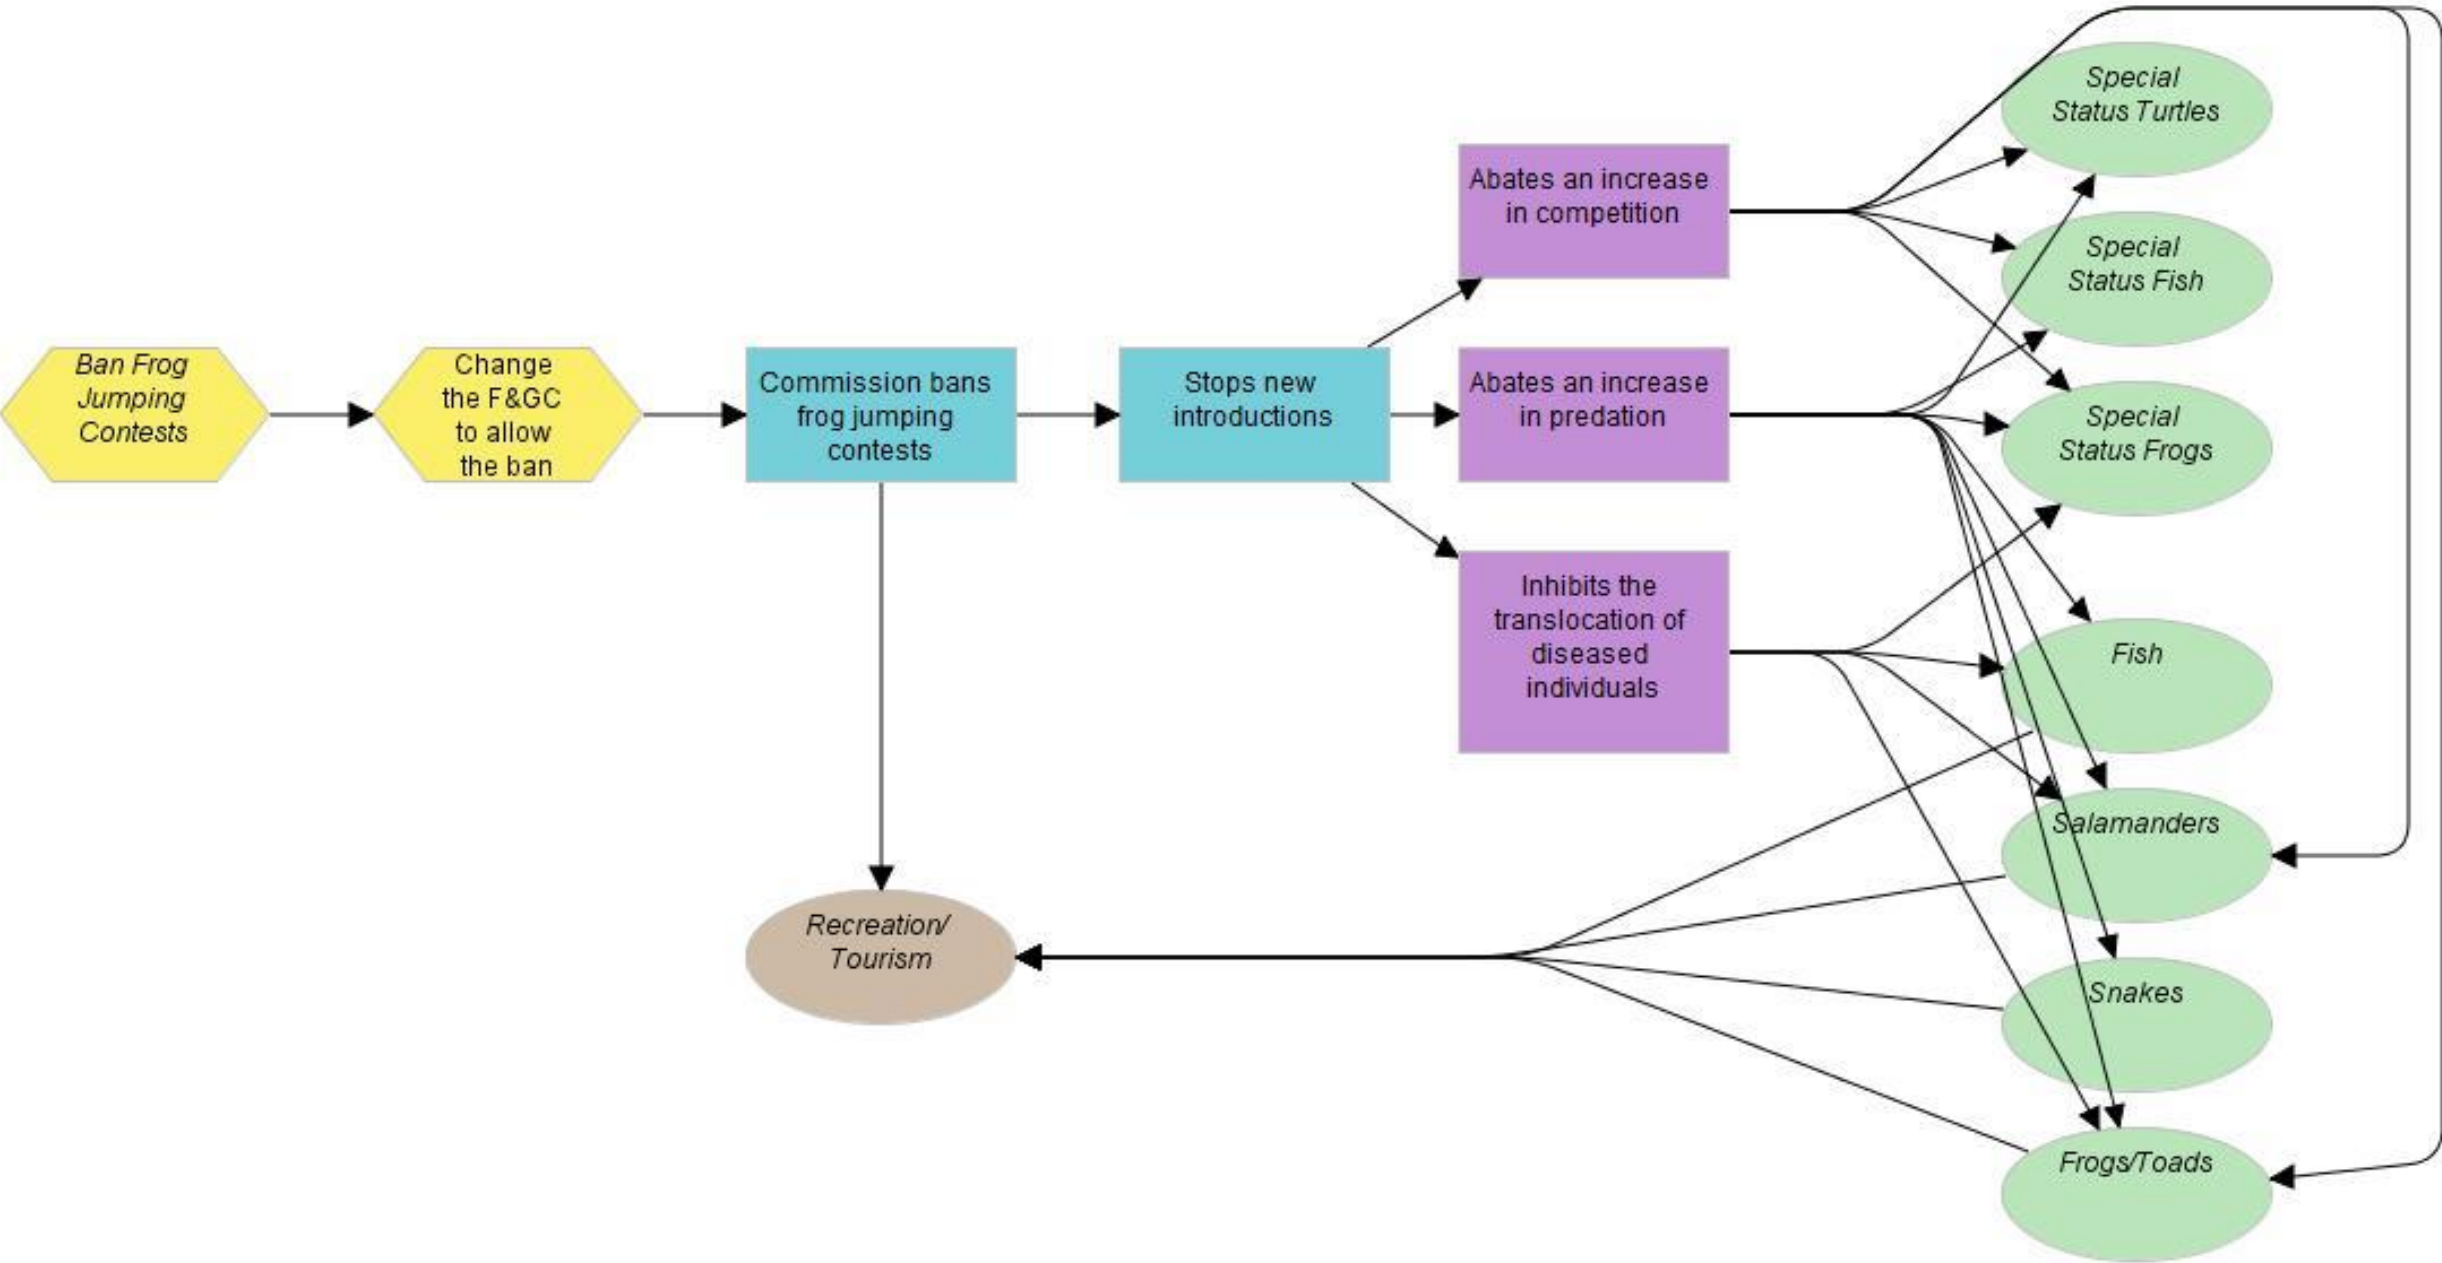 Ban Frog
Jumping
Contests
Change
the F&GC
to allow
the ban
Commission bans
frog jumping
contests
Stops new
introductions
Abates an increase
in competition
Abates an increase
in predation
Inhibits the
translocation of
diseased
individuals
Special
Status Turtles
Special
Status Fish
Special
Status Frogs
Fish
Salamanders
Snakes
Frogs/Toads
Recreation/
Tourism